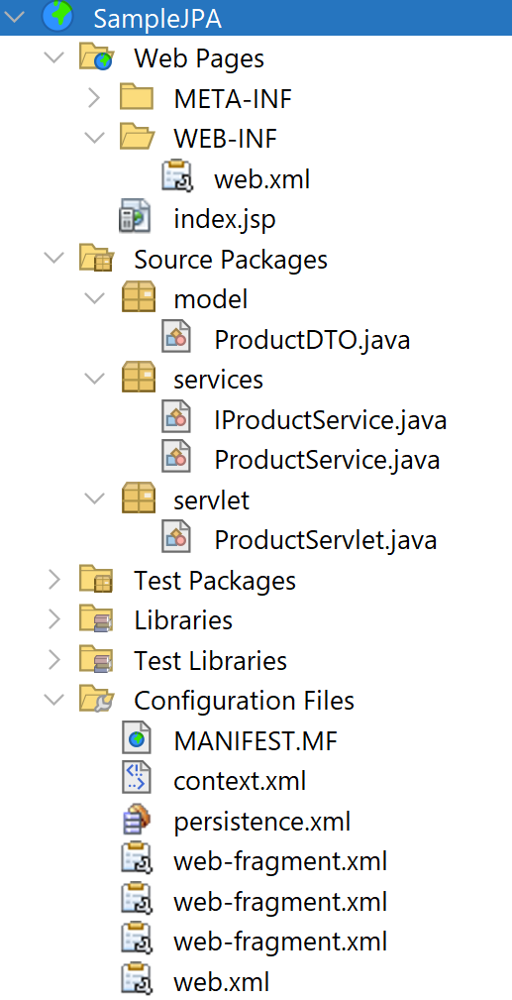 SampleJPA
Web Pages
META-INF
WEB-INF
web.xml
index.jsp
Source Packages
model
ProductDTO.java
services
IProductService.java
ProductService.java
servlet
ProductServlet.java
Test Packages
Libraries
Test Libraries
Configuration Files
MANIFEST.MF
context.xml
persistence.xml
web-fragment.xml
web-fragment.xml
web-fragment.xml
web.xml